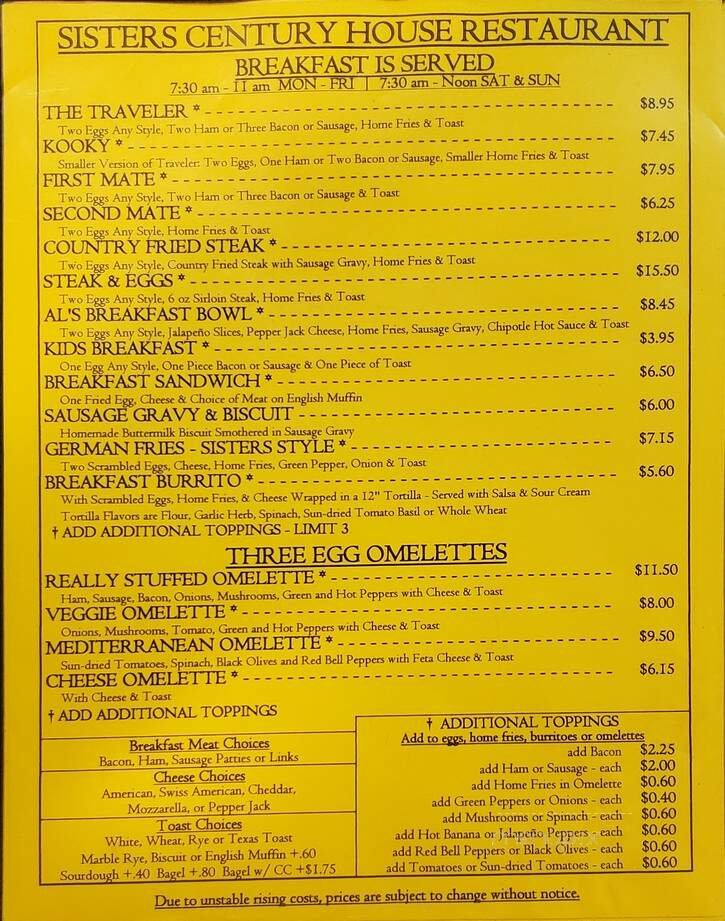 SISTERS CENTURY HOUSE RESTAURANT
BREAKFAST IS SERVED
7:30 am - 11 am MON - FRI | 7:30 am - Noon SAT & SUN
THE TRAVELER * $8.95
Two Eggs Any Style, Two Ham or Three Bacon or Sausage, Home Fries & Toast
KOOKY * $7.45
Smaller Version of Traveler: Two Eggs, One Ham or Two Bacon or Sausage, Smaller Home Fries & Toast
FIRST MATE * $7.95
Two Eggs Any Style, Two Ham or Three Bacon or Sausage & Toast
SECOND MATE * $6.25
Two Eggs Any Style, Home Fries & Toast
COUNTRY FRIED STEAK * $12.00
Two Eggs Any Style, Country Fried Steak with Sausage Gravy, Home Fries & Toast
STEAK & EGGS * $15.50
Two Eggs Any Style, 6 oz Sirloin Steak, Home Fries & Toast
AL'S BREAKFAST BOWL * $8.45
Two Eggs Any Style, Jalapeño Slices, Pepper Jack Cheese, Home Fries, Sausage Gravy, Chipotle Hot Sauce & Toast
KIDS BREAKFAST * $3.95
One Egg Any Style, One Piece Bacon or Sausage & One Piece of Toast
BREAKFAST SANDWICH * $6.50
One Fried Egg, Cheese & Choice of Meat on English Muffin
SAUSAGE GRAVY & BISCUIT $6.00
Homemade Buttermilk Biscuit Smothered in Sausage Gravy
GERMAN FRIES - SISTERS STYLE * $7.15
Two Scrambled Eggs, Cheese, Home Fries, Green Pepper, Onion & Toast
BREAKFAST BURRITO * $5.60
With Scrambled Eggs, Home Fries, & Cheese Wrapped in a 12" Tortilla - Served with Salsa & Sour Cream
Tortilla Flavors are Flour, Garlic Herb, Spinach, Sun-dried Tomato Basil or Whole Wheat
† ADD ADDITIONAL TOPPINGS - LIMIT 3
THREE EGG OMELETTES
REALLY STUFFED OMELETTE * $11.50
Ham, Sausage, Bacon, Onions, Mushrooms, Green and Hot Peppers with Cheese & Toast
VEGGIE OMELETTE * $8.00
Onions, Mushrooms, Tomato, Green and Hot Peppers with Cheese & Toast
MEDITERRANEAN OMELETTE * $9.50
Sun-dried Tomatoes, Spinach, Black Olives and Red Bell Peppers with Feta Cheese & Toast
CHEESE OMELETTE * $6.15
With Cheese & Toast
† ADD ADDITIONAL TOPPINGS
Breakfast Meat Choices
Bacon, Ham, Sausage Patties or Links
Cheese Choices
American, Swiss American, Cheddar,
Mozzarella, or Pepper Jack
Toast Choices
White, Wheat, Rye or Texas Toast
Marble Rye, Biscuit or English Muffin +.60
Sourdough +.40 Bagel +.80 Bagel w/ CC +$1.75
† ADDITIONAL TOPPINGS
Add to eggs, home fries, burritoes or omelettes
add Bacon $2.25
add Ham or Sausage - each $2.00
add Home Fries in Omelette $0.60
add Green Peppers or Onions - each $0.40
add Mushrooms or Spinach - each $0.60
add Hot Banana or Jalapeño Peppers - each $0.60
add Red Bell Peppers or Black Olives - each $0.60
add Tomatoes or Sun-dried Tomatoes - each $0.60
Due to unstable rising costs, prices are subject to change without notice.